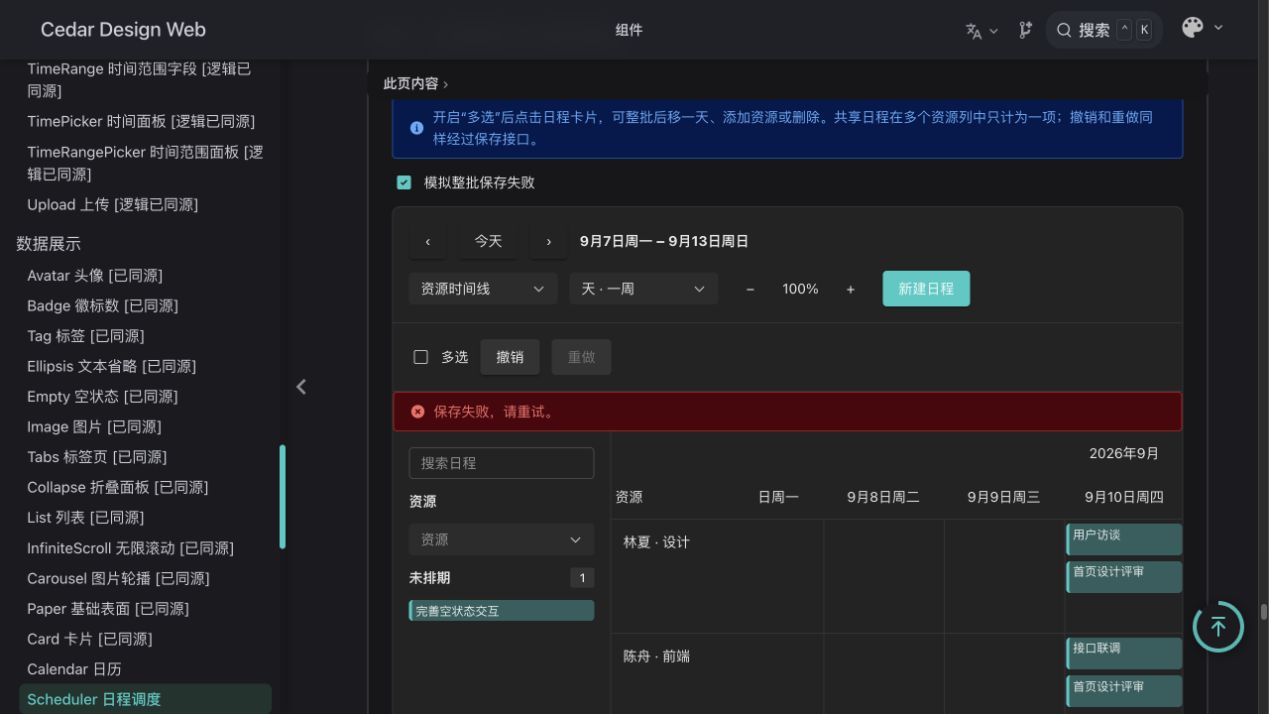 Cedar Design Web
组件
搜索 ^ K
TimeRange 时间范围字段 [逻辑已
同源]
TimePicker 时间面板 [逻辑已同源]
TimeRangePicker 时间范围面板 [逻
辑已同源]
Upload 上传 [逻辑已同源]
数据展示
Avatar 头像 [已同源]
Badge 徽标数 [已同源]
Tag 标签 [已同源]
Ellipsis 文本省略 [已同源]
Empty 空状态 [已同源]
Image 图片 [已同源]
Tabs 标签页 [已同源]
Collapse 折叠面板 [已同源]
List 列表 [已同源]
InfiniteScroll 无限滚动 [已同源]
Carousel 图片轮播 [已同源]
Paper 基础表面 [已同源]
Card 卡片 [已同源]
Calendar 日历
Scheduler 日程调度
此页内容 ›
开启“多选”后点击日程卡片，可整批后移一天、添加资源或删除。共享日程在多个资源列中只计为一项；撤销和重做同
样经过保存接口。
模拟整批保存失败
‹ 今天 › 9月7日周一 – 9月13日周日
资源时间线 天 · 一周 − 100% + 新建日程
多选 撤销 重做
保存失败，请重试。
搜索日程
资源
资源
未排期 1
完善空状态交互
2026年9月
资源 日周一 9月8日周二 9月9日周三 9月10日周四
林夏 · 设计
用户访谈
首页设计评审
陈舟 · 前端
接口联调
首页设计评审